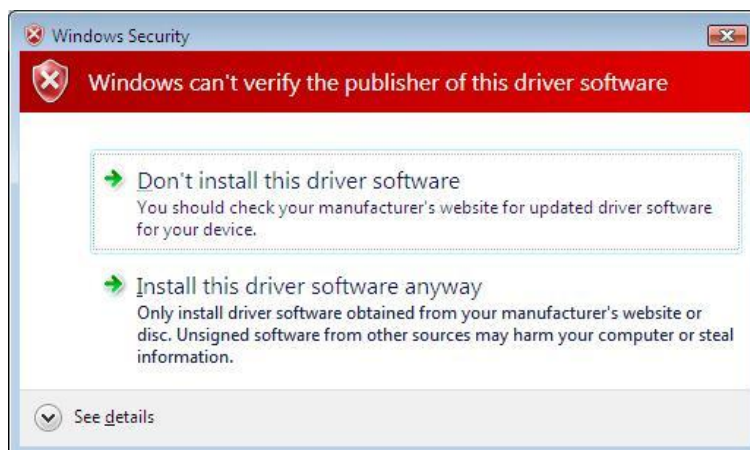 Windows Security
Windows can't verify the publisher of this driver software
Don't install this driver software
You should check your manufacturer's website for updated driver software
for your device.
Install this driver software anyway
Only install driver software obtained from your manufacturer's website or
disc. Unsigned software from other sources may harm your computer or steal
information.
See details